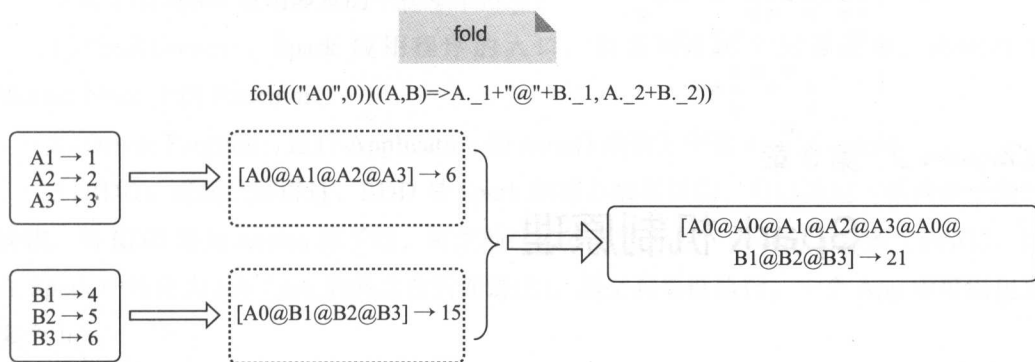 fold
fold(("A0",0))((A,B)=>A._1+"@"+B._1, A._2+B._2))
A1 → 1
A2 → 2
A3 → 3
[A0@A1@A2@A3] → 6
[A0@A0@A1@A2@A3@A0@
B1@B2@B3] → 21
B1 → 4
B2 → 5
B3 → 6
[A0@B1@B2@B3] → 15